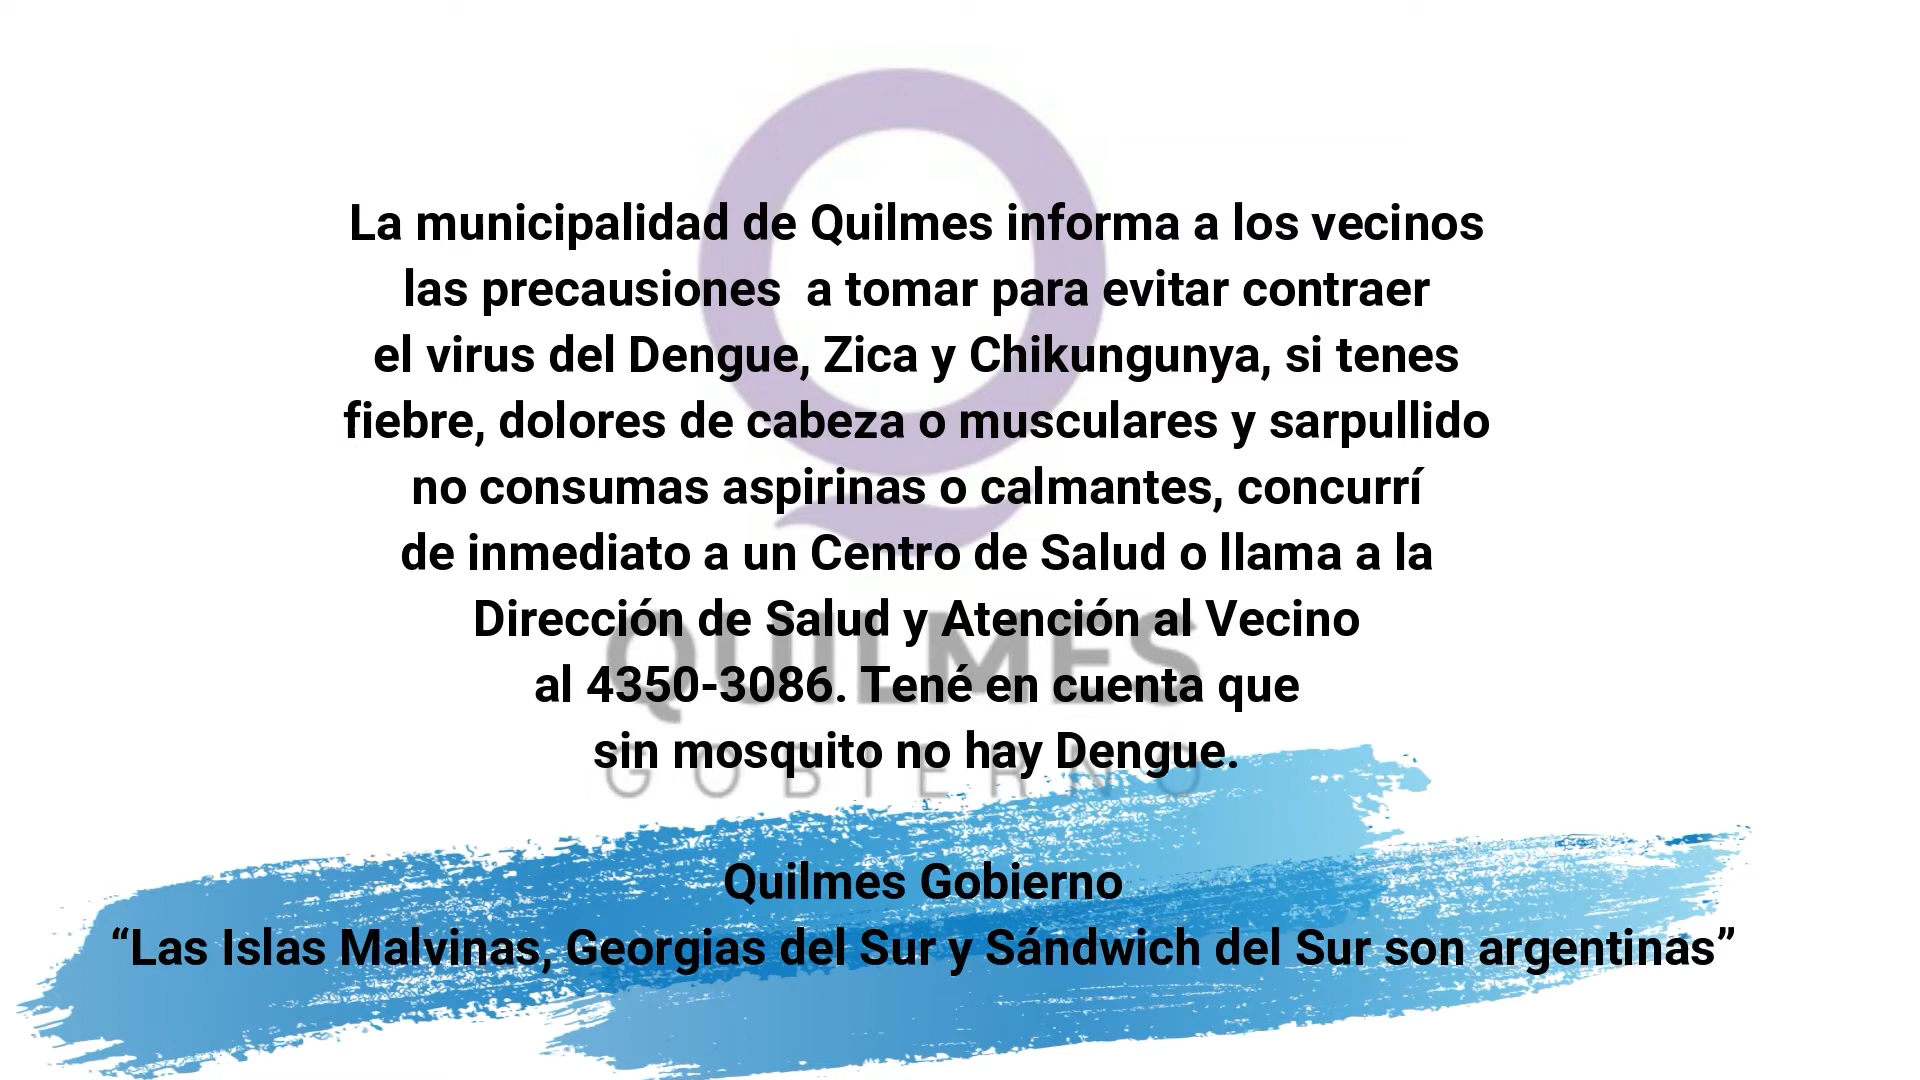 La municipalidad de Quilmes informa a los vecinos
las precausiones a tomar para evitar contraer
el virus del Dengue, Zica y Chikungunya, si tenes
fiebre, dolores de cabeza o musculares y sarpullido
no consumas aspirinas o calmantes, concurrí
de inmediato a un Centro de Salud o llama a la
Dirección de Salud y Atención al Vecino
al 4350-3086. Tené en cuenta que
sin mosquito no hay Dengue.
QUILMES
GOBIERNO
Quilmes Gobierno
“Las Islas Malvinas, Georgias del Sur y Sándwich del Sur son argentinas”